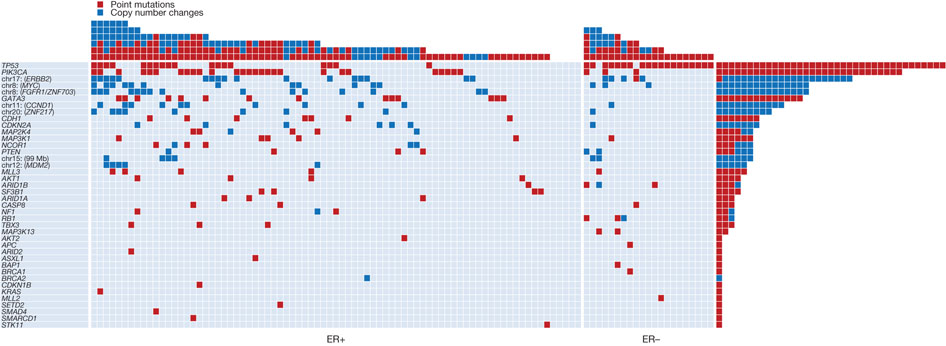 Point mutations
Copy number changes
TP53
PIK3CA
chr17: (ERBB2)
chr8: (MYC)
chr8: (FGFR1/ZNF703)
GATA3
chr11: (CCND1)
chr20: (ZNF217)
CDH1
CDKN2A
MAP2K4
MAP3K1
NCOR1
PTEN
chr15: (99 Mb)
chr12: (MDM2)
MLL3
AKT1
ARID1B
SF3B1
ARID1A
CASP8
NF1
RB1
TBX3
MAP3K13
AKT2
APC
ARID2
ASXL1
BAP1
BRCA1
BRCA2
CDKN1B
KRAS
MLL2
SETD2
SMAD4
SMARCD1
STK11
ER+
ER−